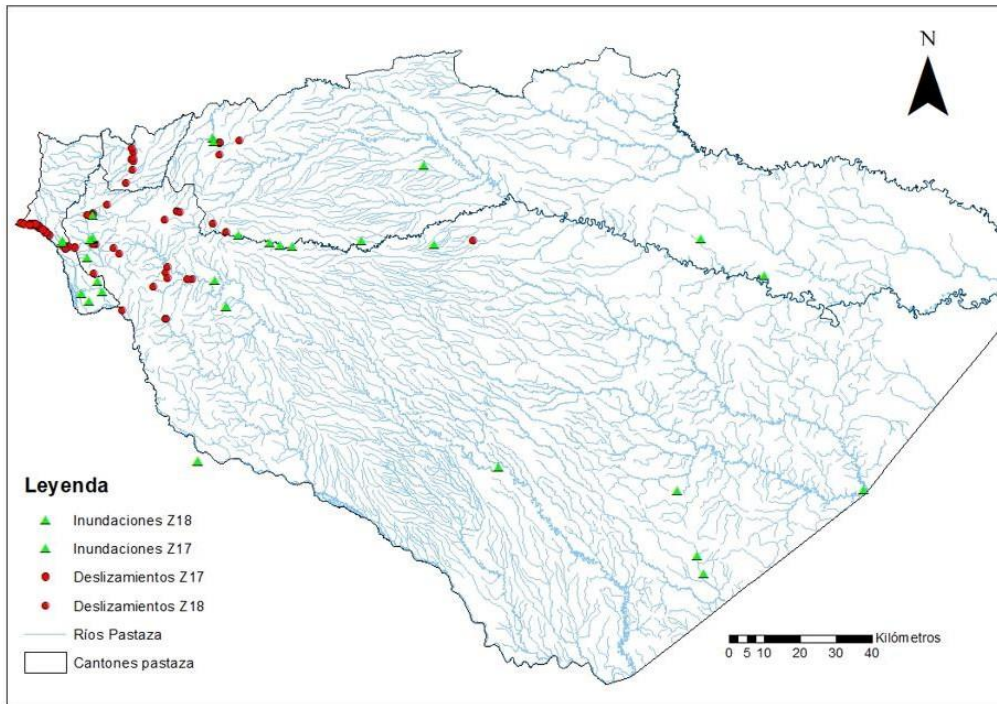 N
Leyenda
Inundaciones Z18
Inundaciones Z17
Deslizamientos Z17
Deslizamientos Z18
Ríos Pastaza
Cantones pastaza
Kilómetros
0 5 10 20 30 40